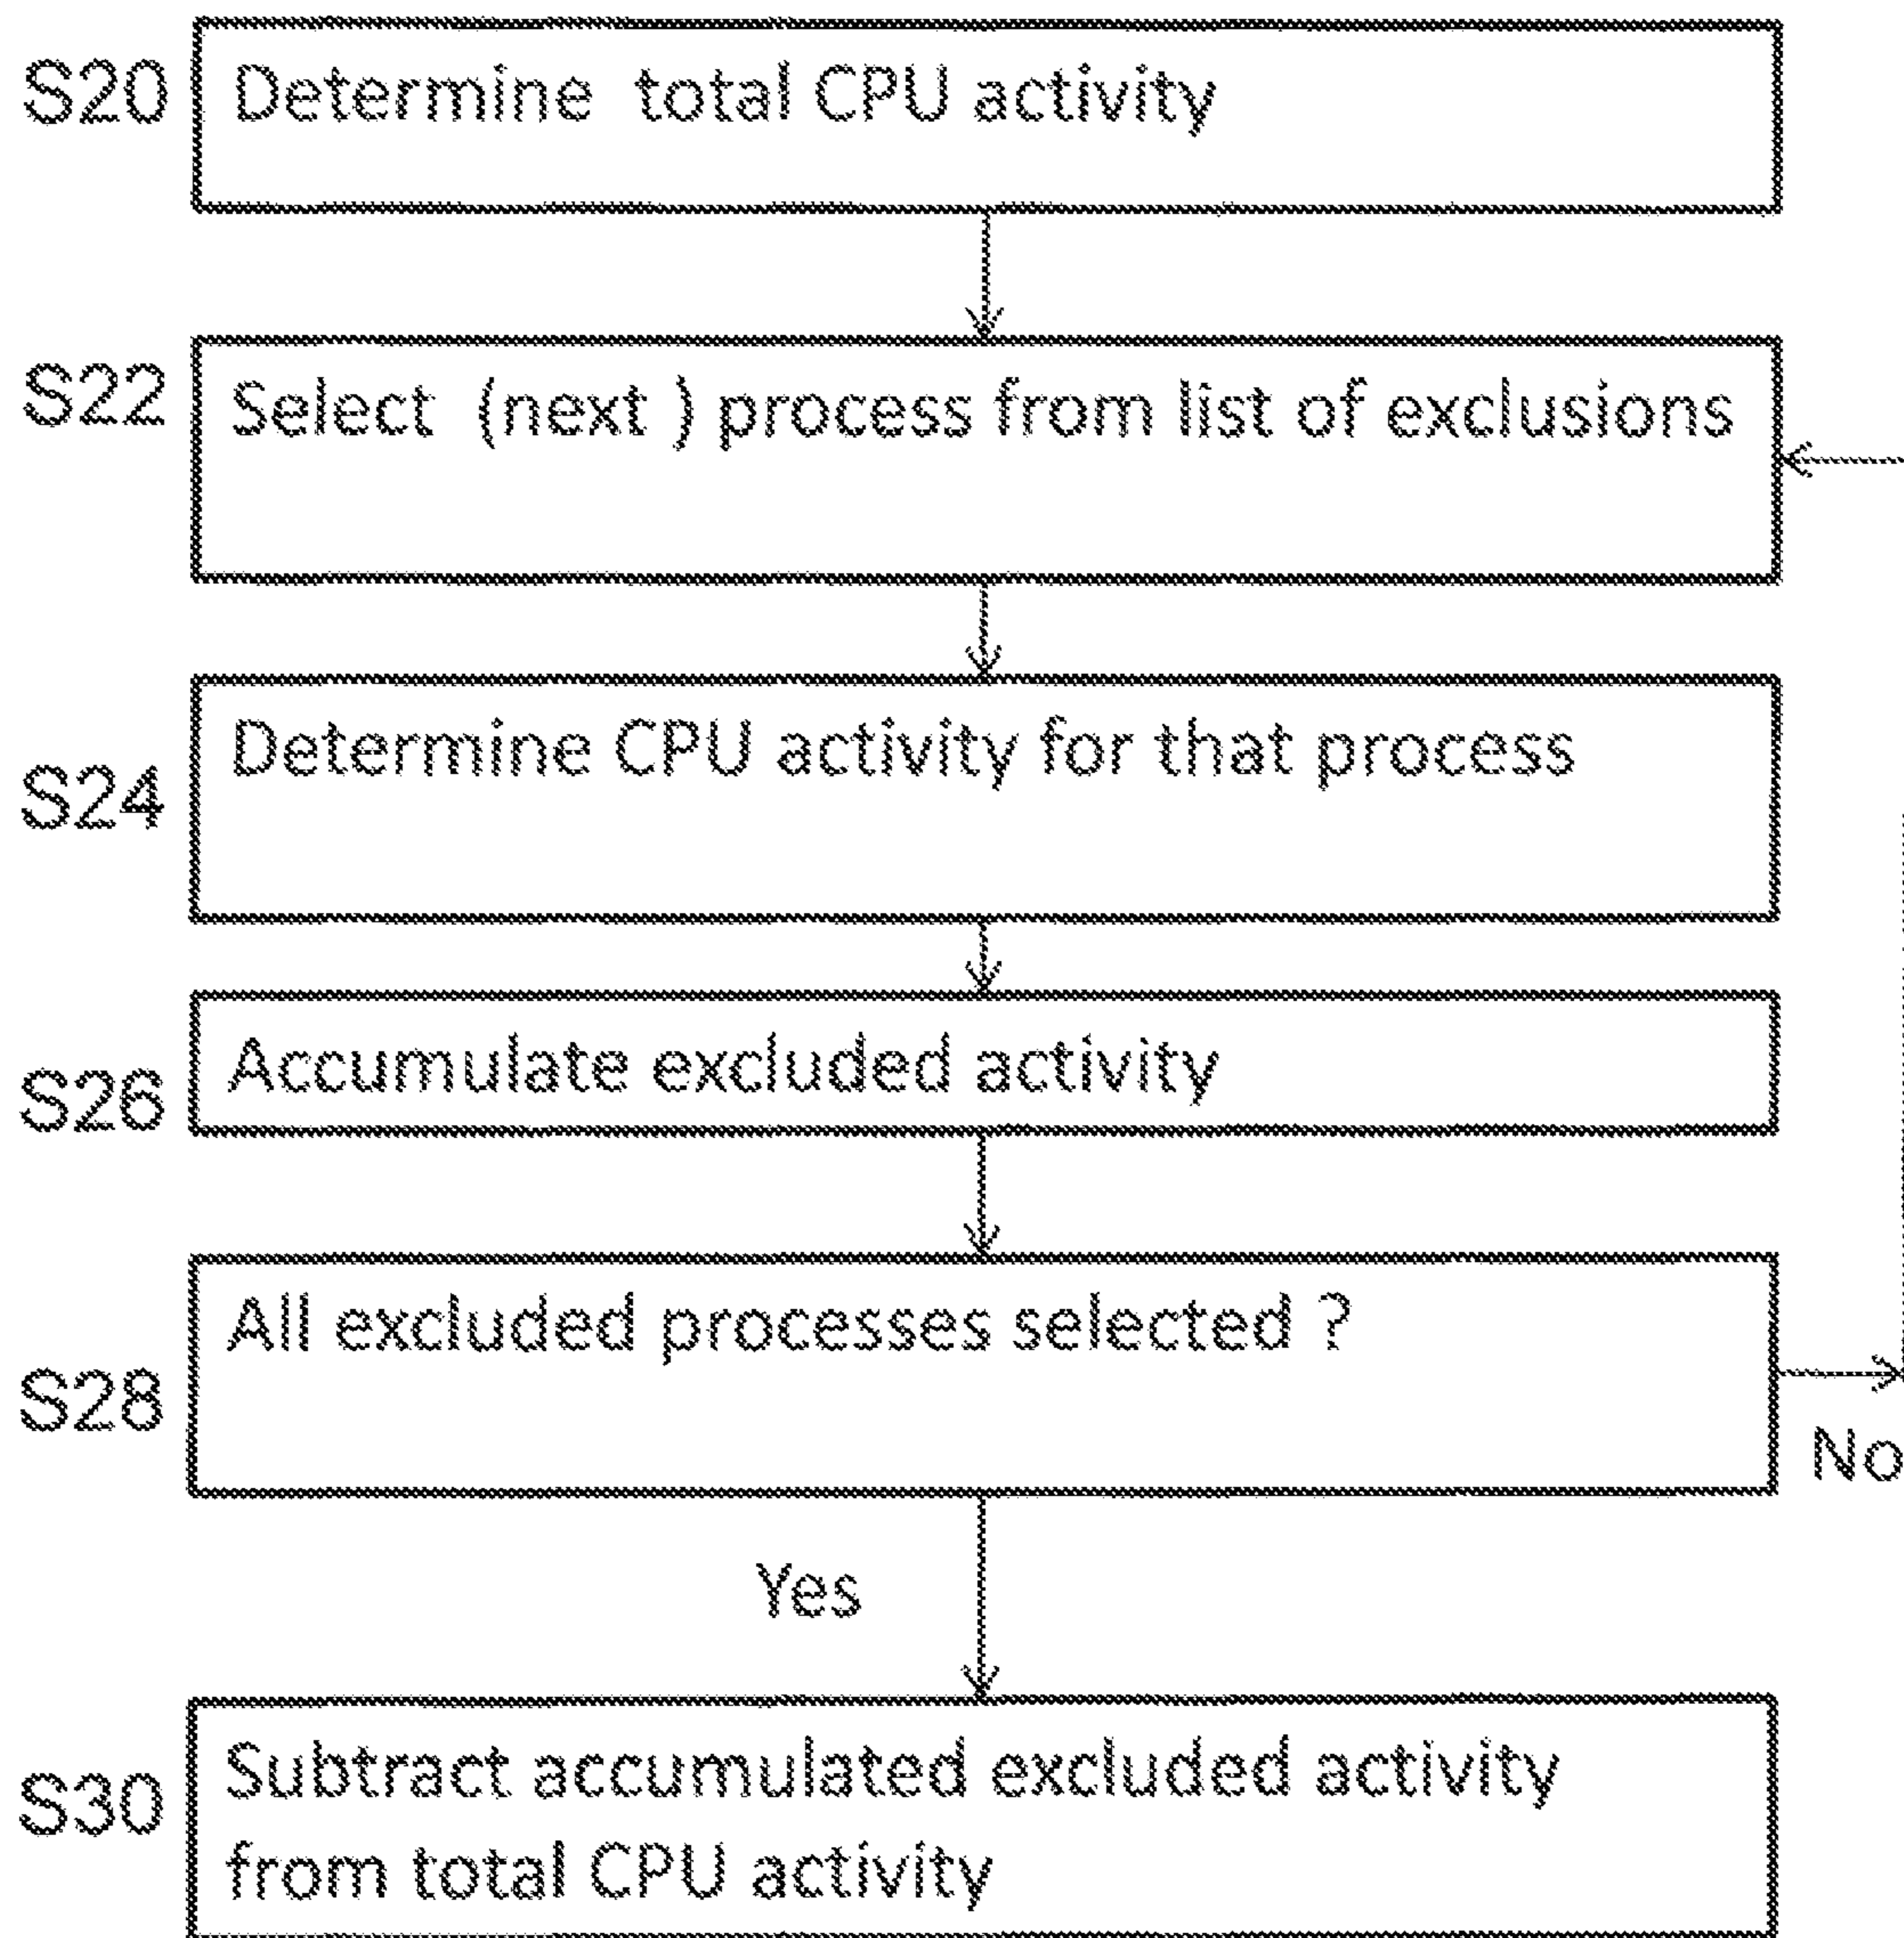 S20
Determine total CPU activity
S22
Select (next ) process from list of exclusions
S24
Determine CPU activity for that process
S26
Accumulate excluded activity
S28
All excluded processes selected ?
No
Yes
S30
Subtract accumulated excluded activity
from total CPU activity